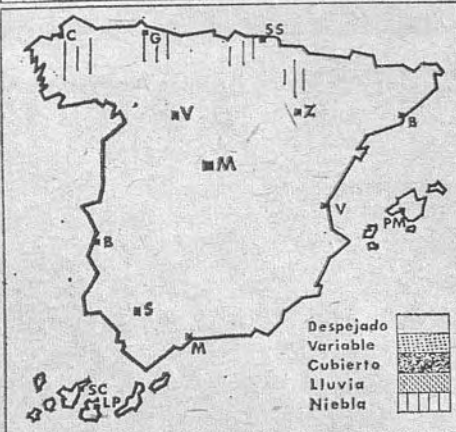 C G SS
V Z B
M
V PM
B
S
M
SC
LP
Despejado
Variable
Cubierto
Lluvia
Niebla